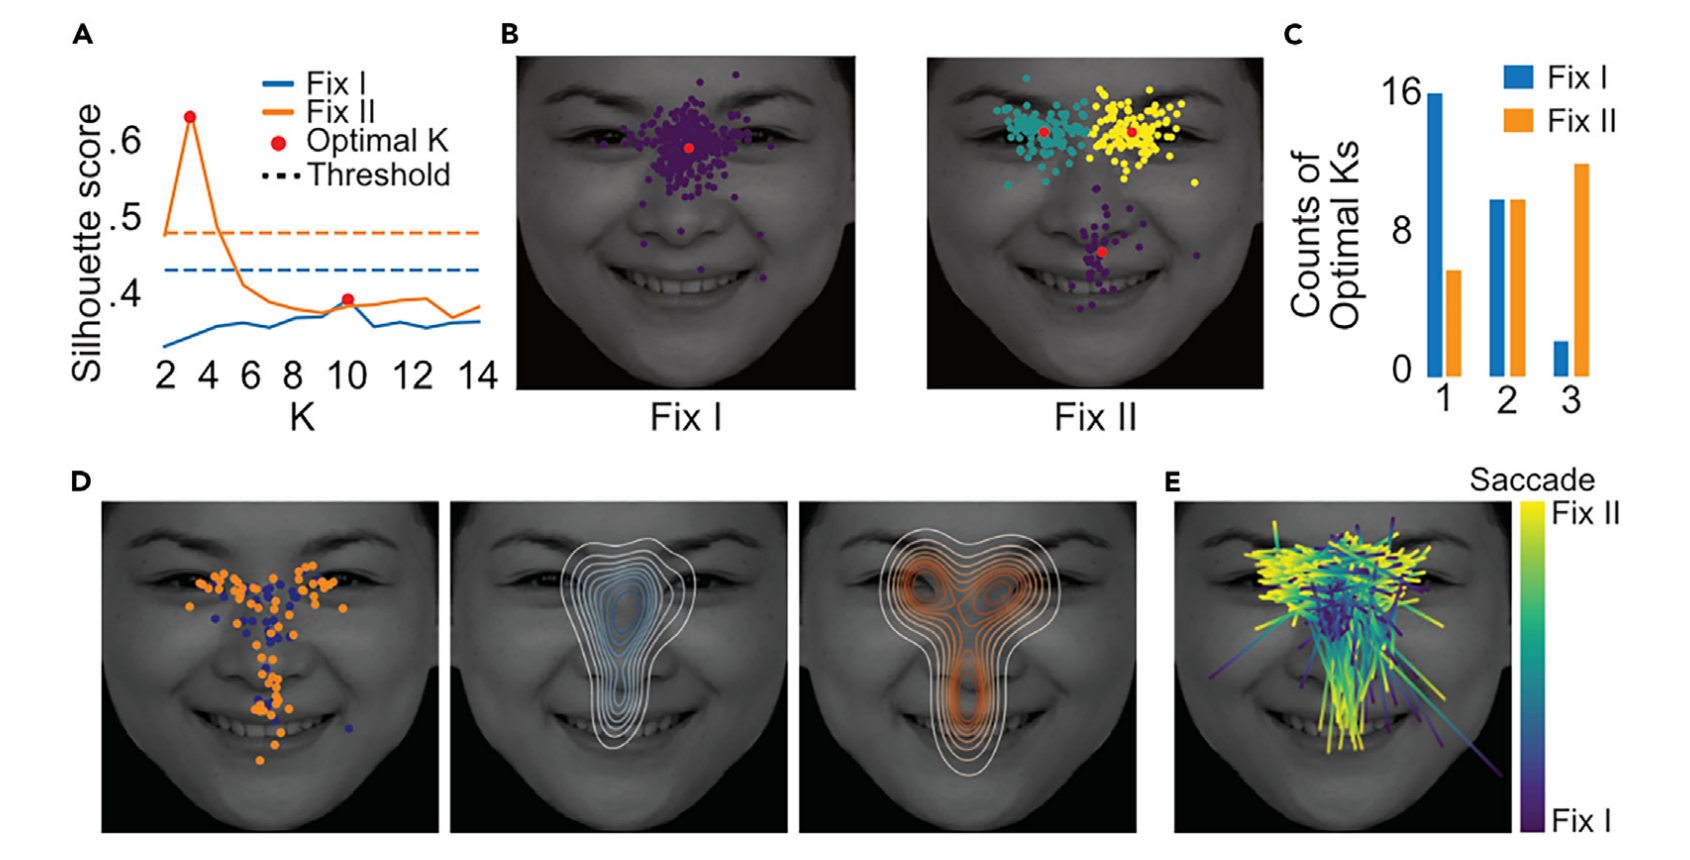 A
Silhouette score
.6
.5
.4
Fix I
Fix II
Optimal K
Threshold
2 4 6 8 10 12 14
K
B
Fix I
Fix II
C
Counts of
Optimal Ks
16
8
0
Fix I
Fix II
1 2 3
D
E
Saccade
Fix II
Fix I